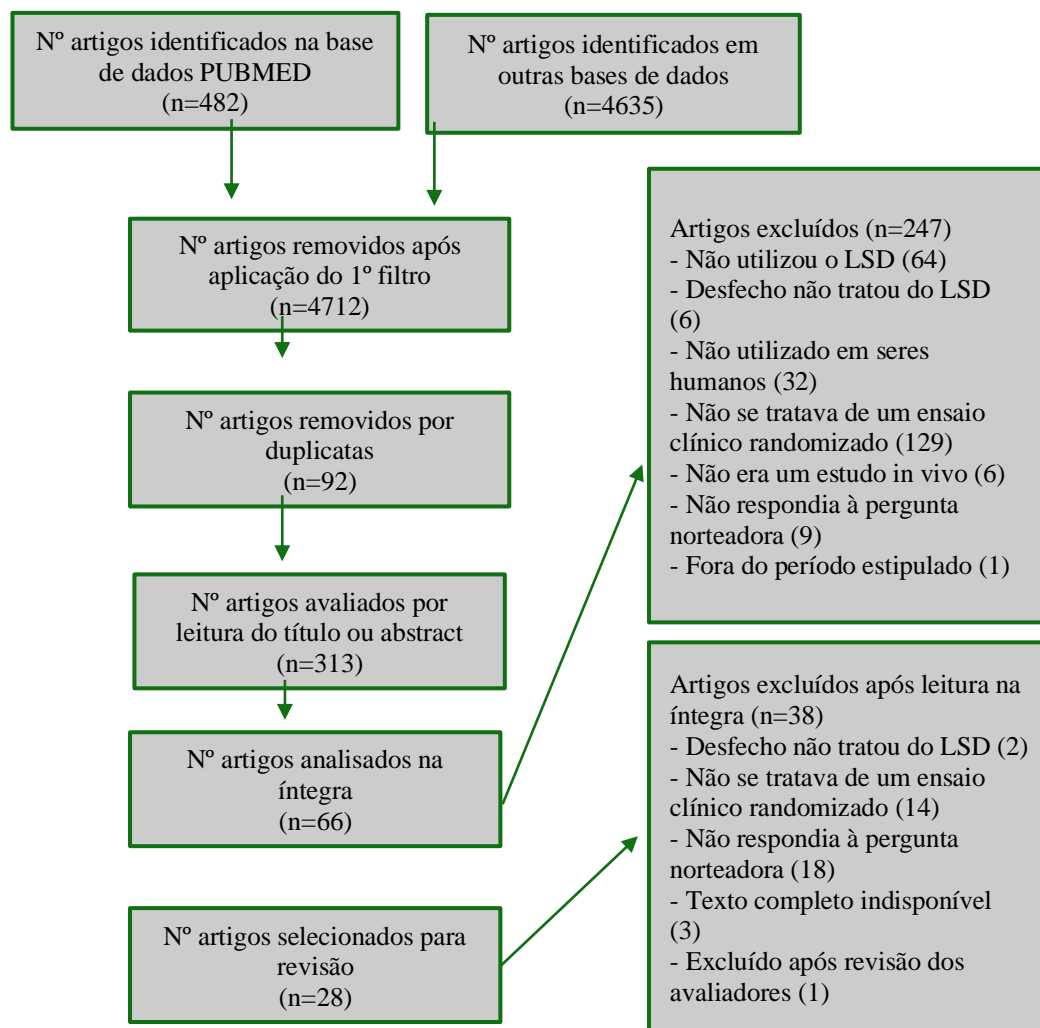 Nº artigos identificados na base
de dados PUBMED
(n=482)
Nº artigos identificados em
outras bases de dados
(n=4635)
Nº artigos removidos após
aplicação do 1º filtro
(n=4712)
Nº artigos removidos por
duplicatas
(n=92)
Nº artigos avaliados por
leitura do título ou abstract
(n=313)
Nº artigos analisados na
íntegra
(n=66)
Nº artigos selecionados para
revisão
(n=28)
Artigos excluídos (n=247)
- Não utilizou o LSD (64)
- Desfecho não tratou do LSD
(6)
- Não utilizado em seres
humanos (32)
- Não se tratava de um ensaio
clínico randomizado (129)
- Não era um estudo in vivo (6)
- Não respondia à pergunta
norteadora (9)
- Fora do período estipulado (1)
Artigos excluídos após leitura na
íntegra (n=38)
- Desfecho não tratou do LSD (2)
- Não se tratava de um ensaio
clínico randomizado (14)
- Não respondia à pergunta
norteadora (18)
- Texto completo indisponível
(3)
- Excluído após revisão dos
avaliadores (1)